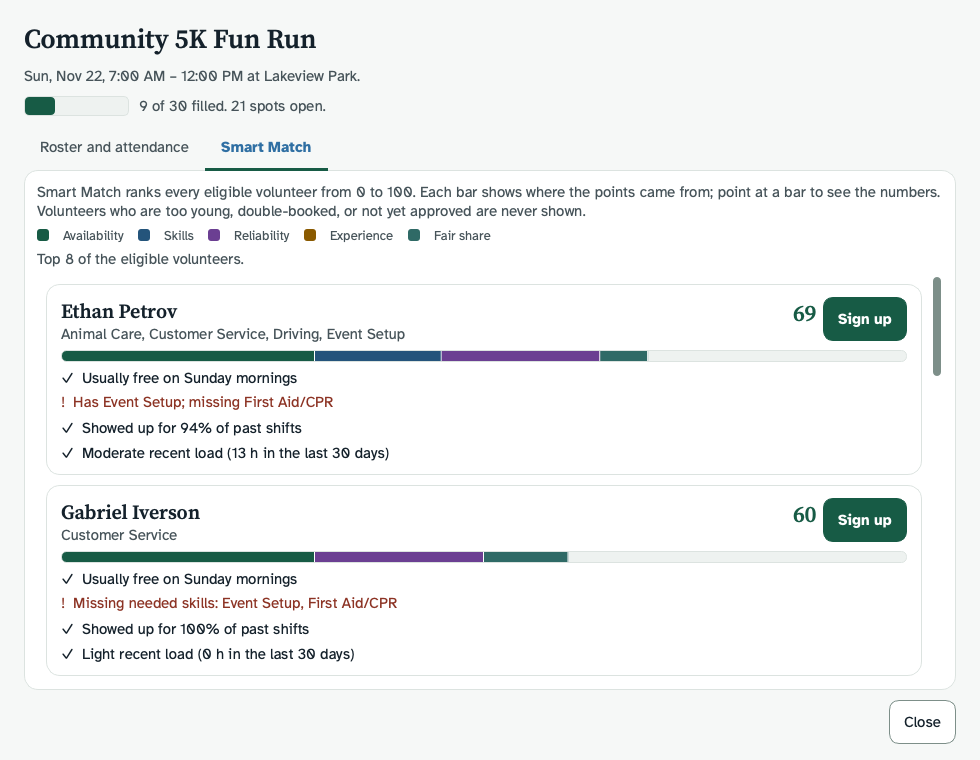 Community 5K Fun Run
Sun, Nov 22, 7:00 AM – 12:00 PM at Lakeview Park.
9 of 30 filled. 21 spots open.
Roster and attendance
Smart Match
Smart Match ranks every eligible volunteer from 0 to 100. Each bar shows where the points came from; point at a bar to see the numbers.
Volunteers who are too young, double-booked, or not yet approved are never shown.
Availability Skills Reliability Experience Fair share
Top 8 of the eligible volunteers.
Ethan Petrov
69
Sign up
Animal Care, Customer Service, Driving, Event Setup
✓ Usually free on Sunday mornings
! Has Event Setup; missing First Aid/CPR
✓ Showed up for 94% of past shifts
✓ Moderate recent load (13 h in the last 30 days)
Gabriel Iverson
60
Sign up
Customer Service
✓ Usually free on Sunday mornings
! Missing needed skills: Event Setup, First Aid/CPR
✓ Showed up for 100% of past shifts
✓ Light recent load (0 h in the last 30 days)
Close